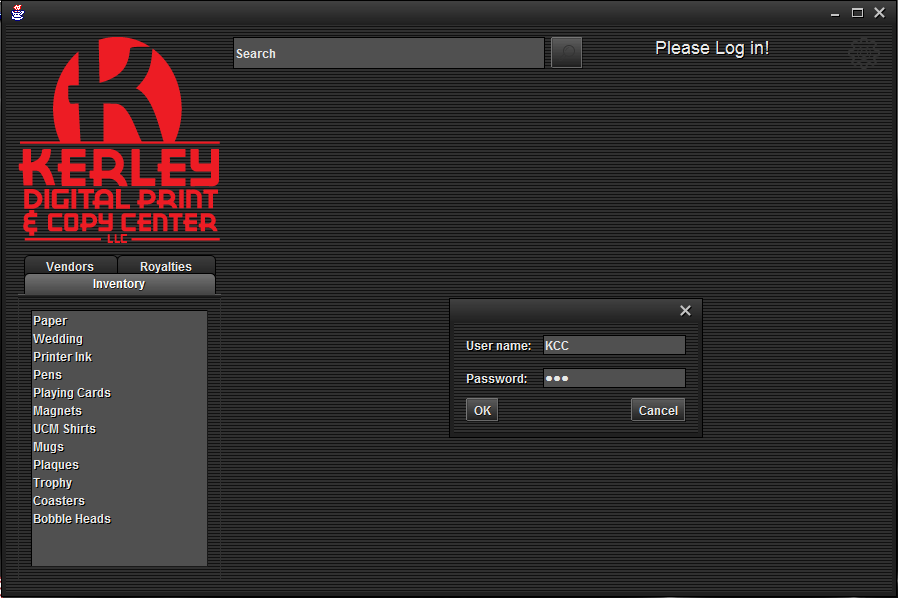 Search
Please Log in!
KERLEY
DIGITAL PRINT
& COPY CENTER
LLC
Vendors
Royalties
Inventory
Paper
Wedding
Printer Ink
Pens
Playing Cards
Magnets
UCM Shirts
Mugs
Plaques
Trophy
Coasters
Bobble Heads
User name: KCC
Password: ●●●
OK
Cancel